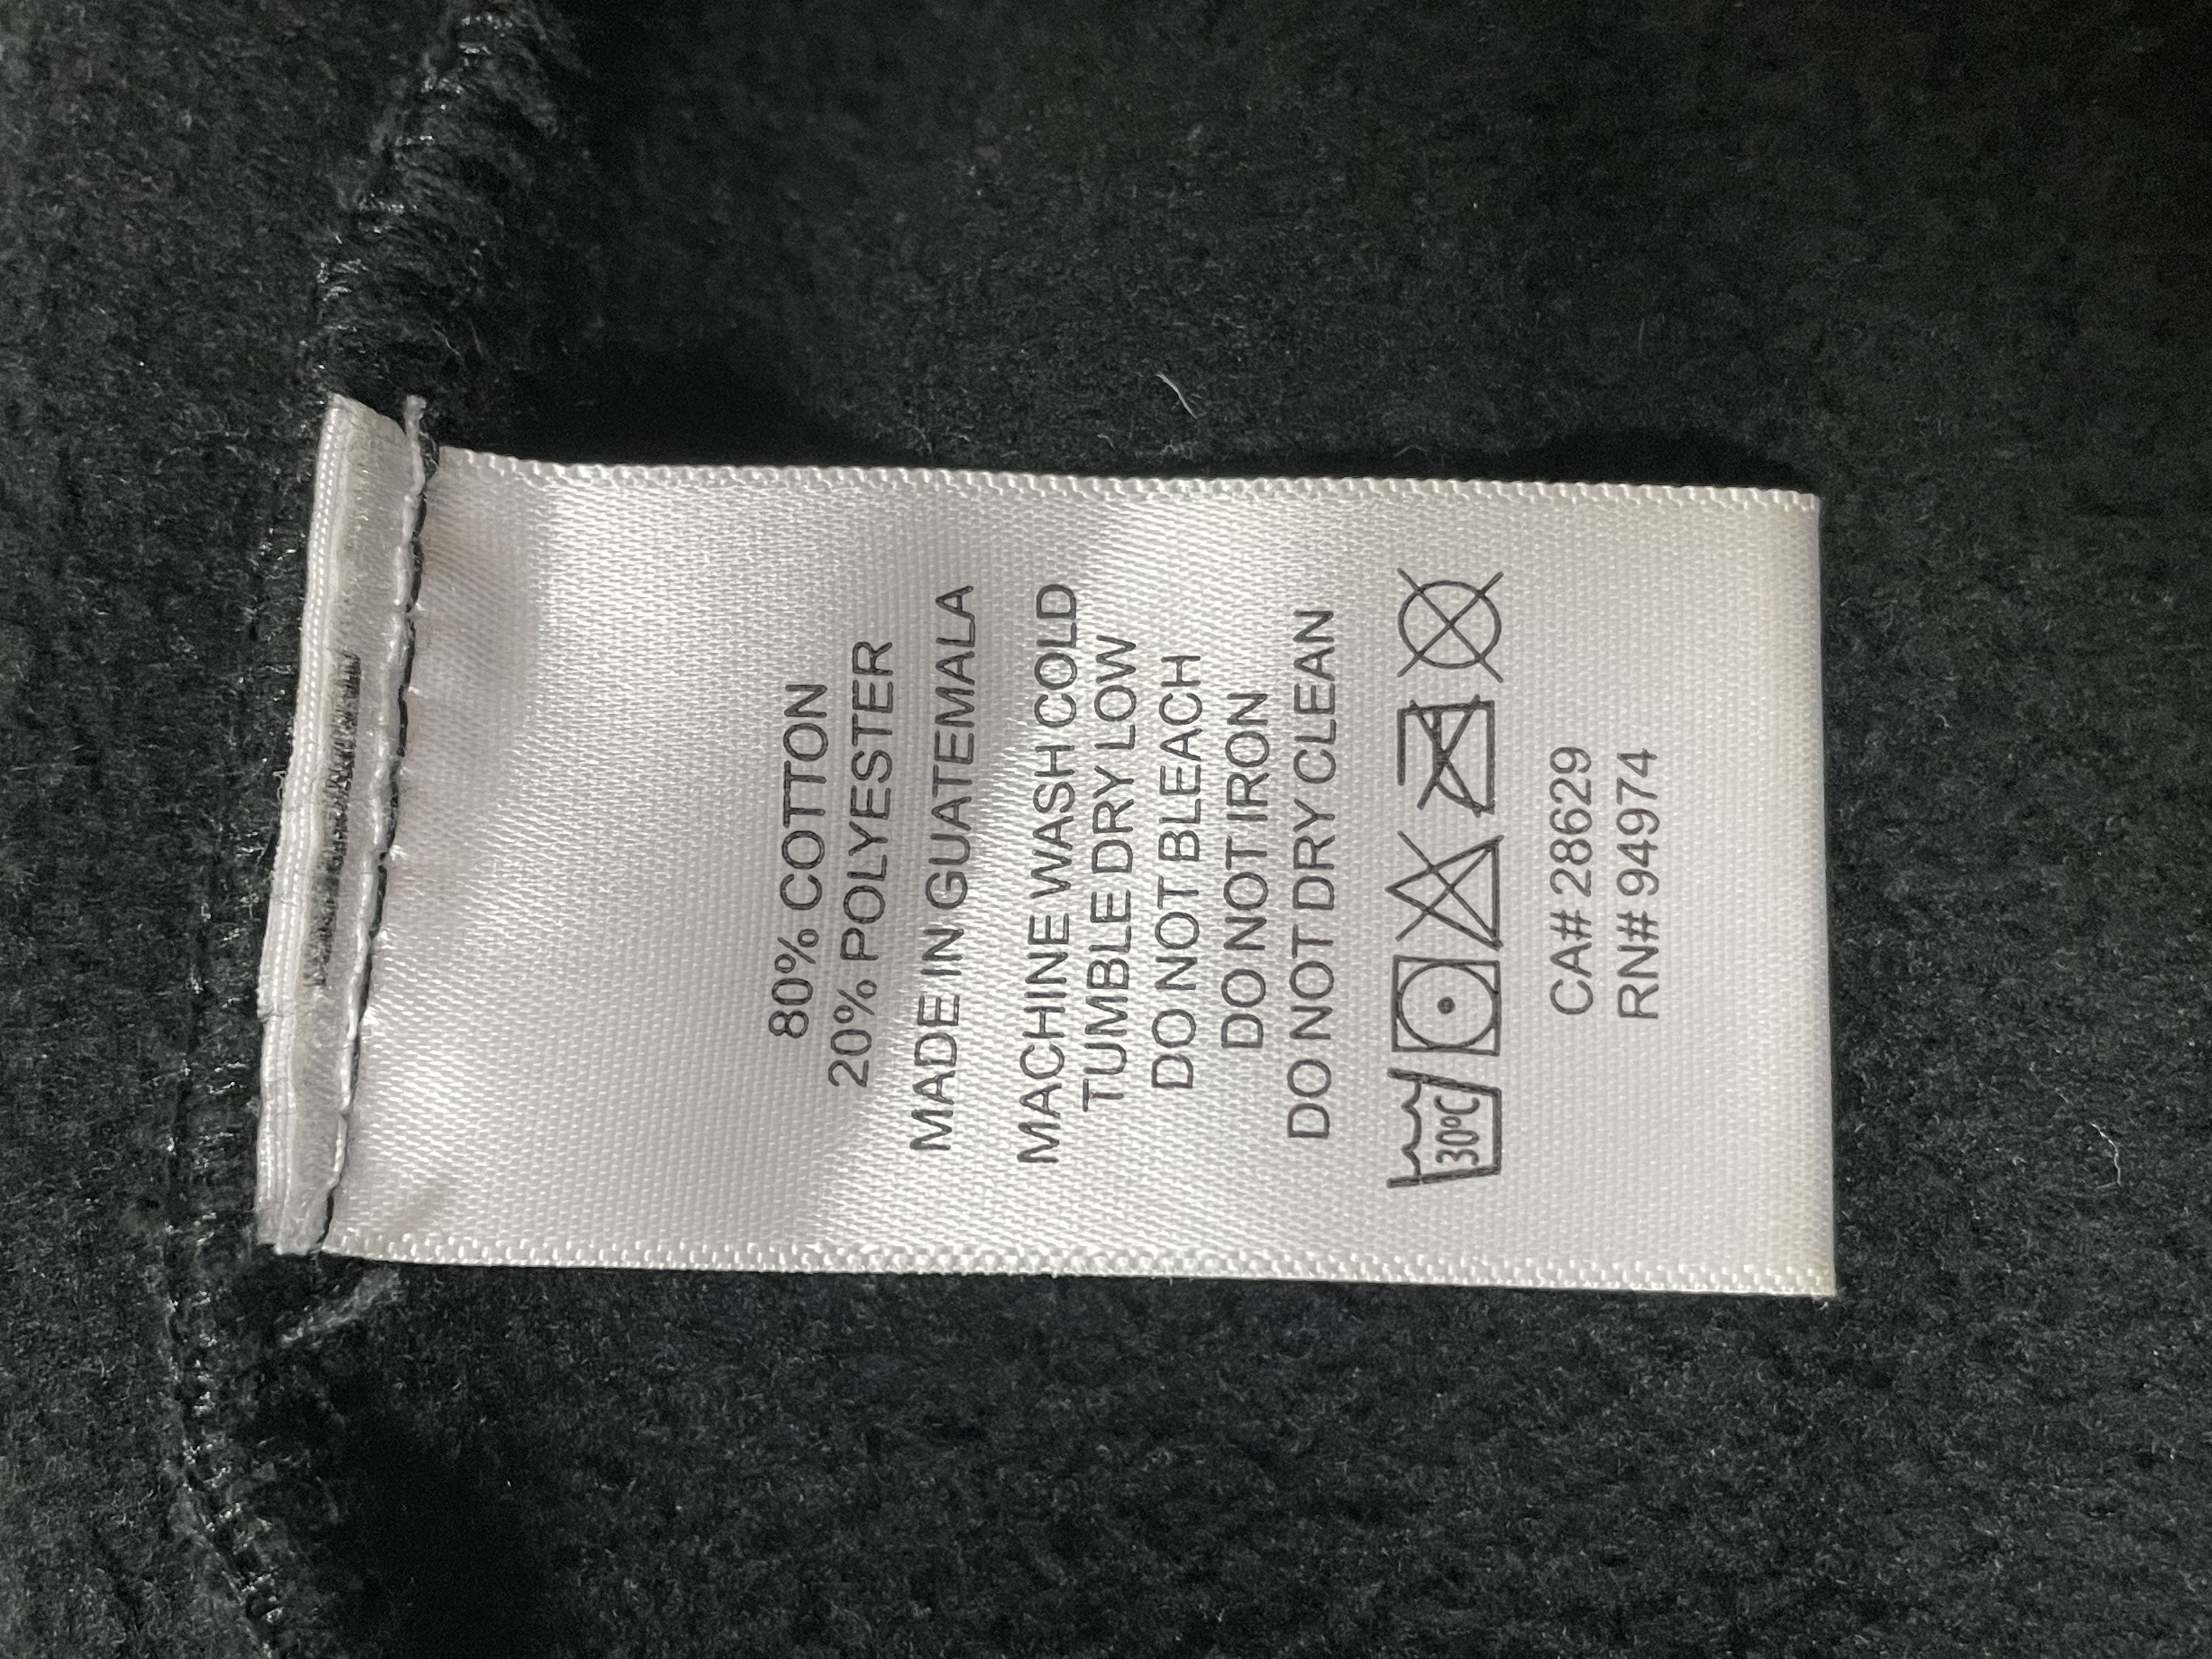 80% COTTON
20% POLYESTER
MADE IN GUATEMALA
MACHINE WASH COLD
TUMBLE DRY LOW
DO NOT BLEACH
DO NOT IRON
DO NOT DRY CLEAN
30ºC
CA# 28629
RN# 94974